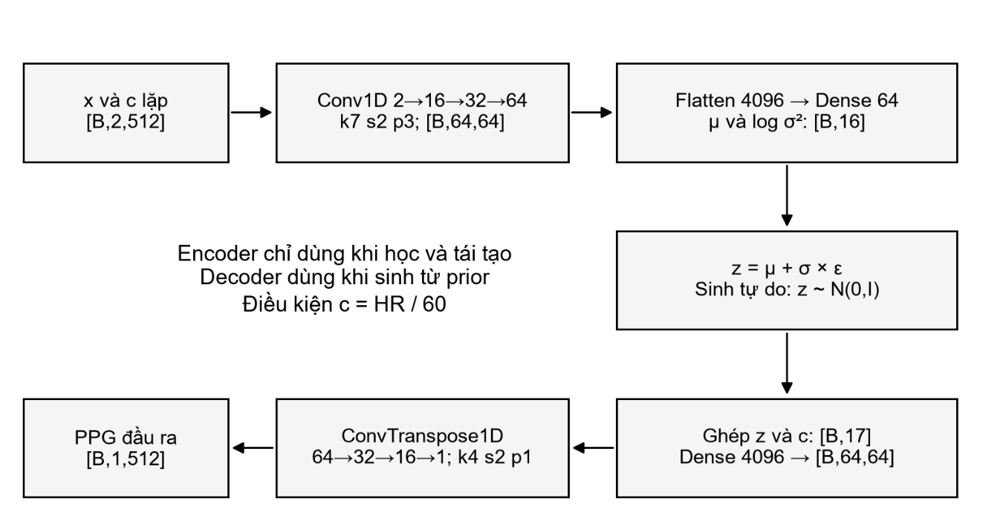 x và c lặp
[B,2,512]
Conv1D 2→16→32→64
k7 s2 p3; [B,64,64]
Flatten 4096 → Dense 64
μ và log σ²: [B,16]
Encoder chỉ dùng khi học và tái tạo
Decoder dùng khi sinh từ prior
Điều kiện c = HR / 60
z = μ + σ × ε
Sinh tự do: z ~ N(0,I)
PPG đầu ra
[B,1,512]
ConvTranspose1D
64→32→16→1; k4 s2 p1
Ghép z và c: [B,17]
Dense 4096 → [B,64,64]